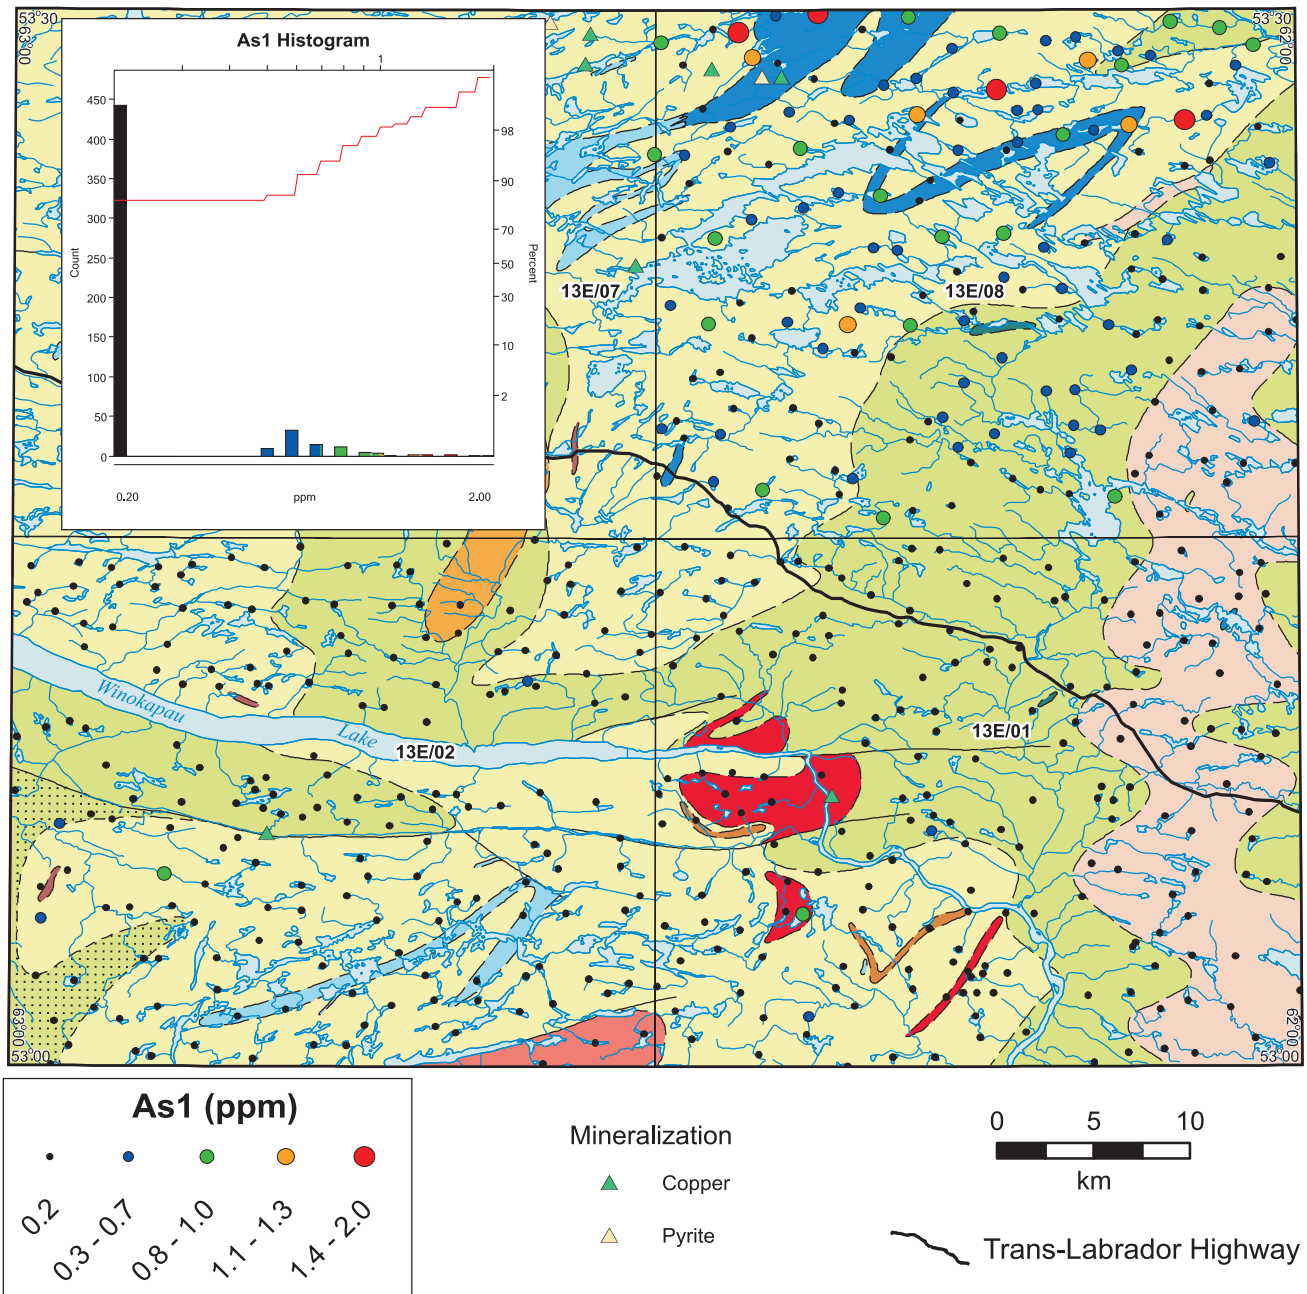 53°30'
63°00'
53°30'
62°00'
As1 Histogram
1
450
400
350
300
250
200
150
100
50
0
Count
98
90
70
50
30
10
2
Percent
0.20
ppm
2.00
13E/07
13E/08
Winokapau
Lake
13E/02
13E/01
63°00'
53°00'
62°00'
53°00'
As1 (ppm)
0.2
0.3 - 0.7
0.8 - 1.0
1.1 - 1.3
1.4 - 2.0
Mineralization
Copper
Pyrite
0 5 10
km
Trans-Labrador Highway